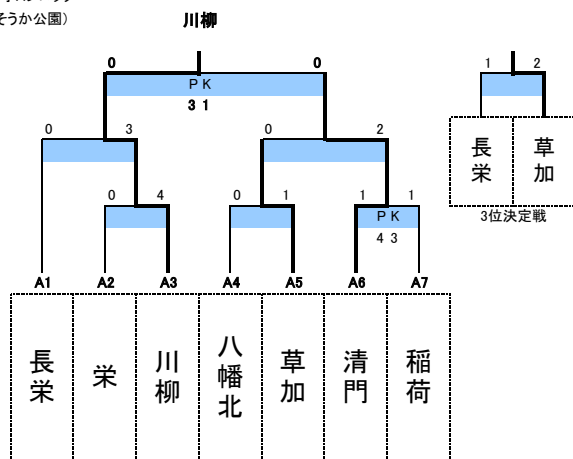 そうか公園)
川柳
0 0
PK
3 1
1 2
長栄 草加
3位決定戦
0 3 0 2
0 4 0 1 1 1
PK
4 3
A1 A2 A3 A4 A5 A6 A7
長栄 栄 川柳 八幡北 草加 清門 稲荷